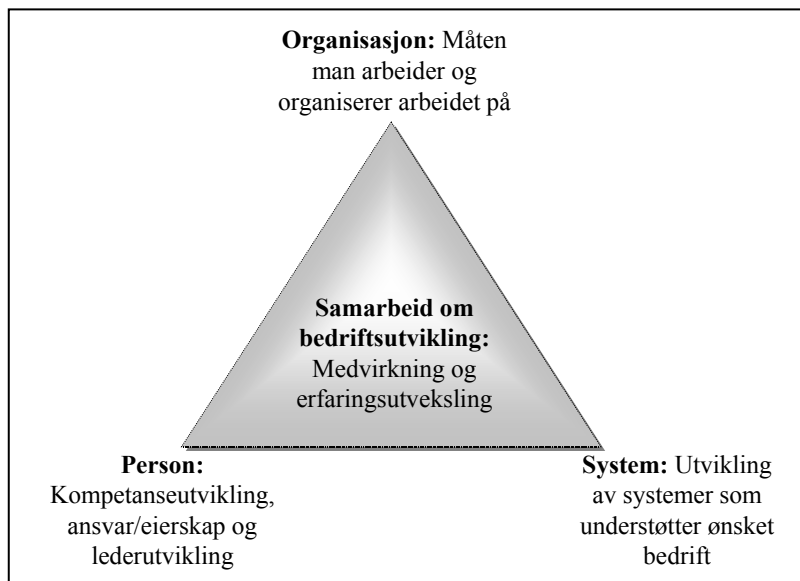 Organisasjon: Måten
man arbeider og
organiserer arbeidet på
Samarbeid om
bedriftsutvikling:
Medvirkning og
erfaringsutveksling
Person:
Kompetanseutvikling,
ansvar/eierskap og
lederutvikling
System: Utvikling
av systemer som
understøtter ønsket
bedrift